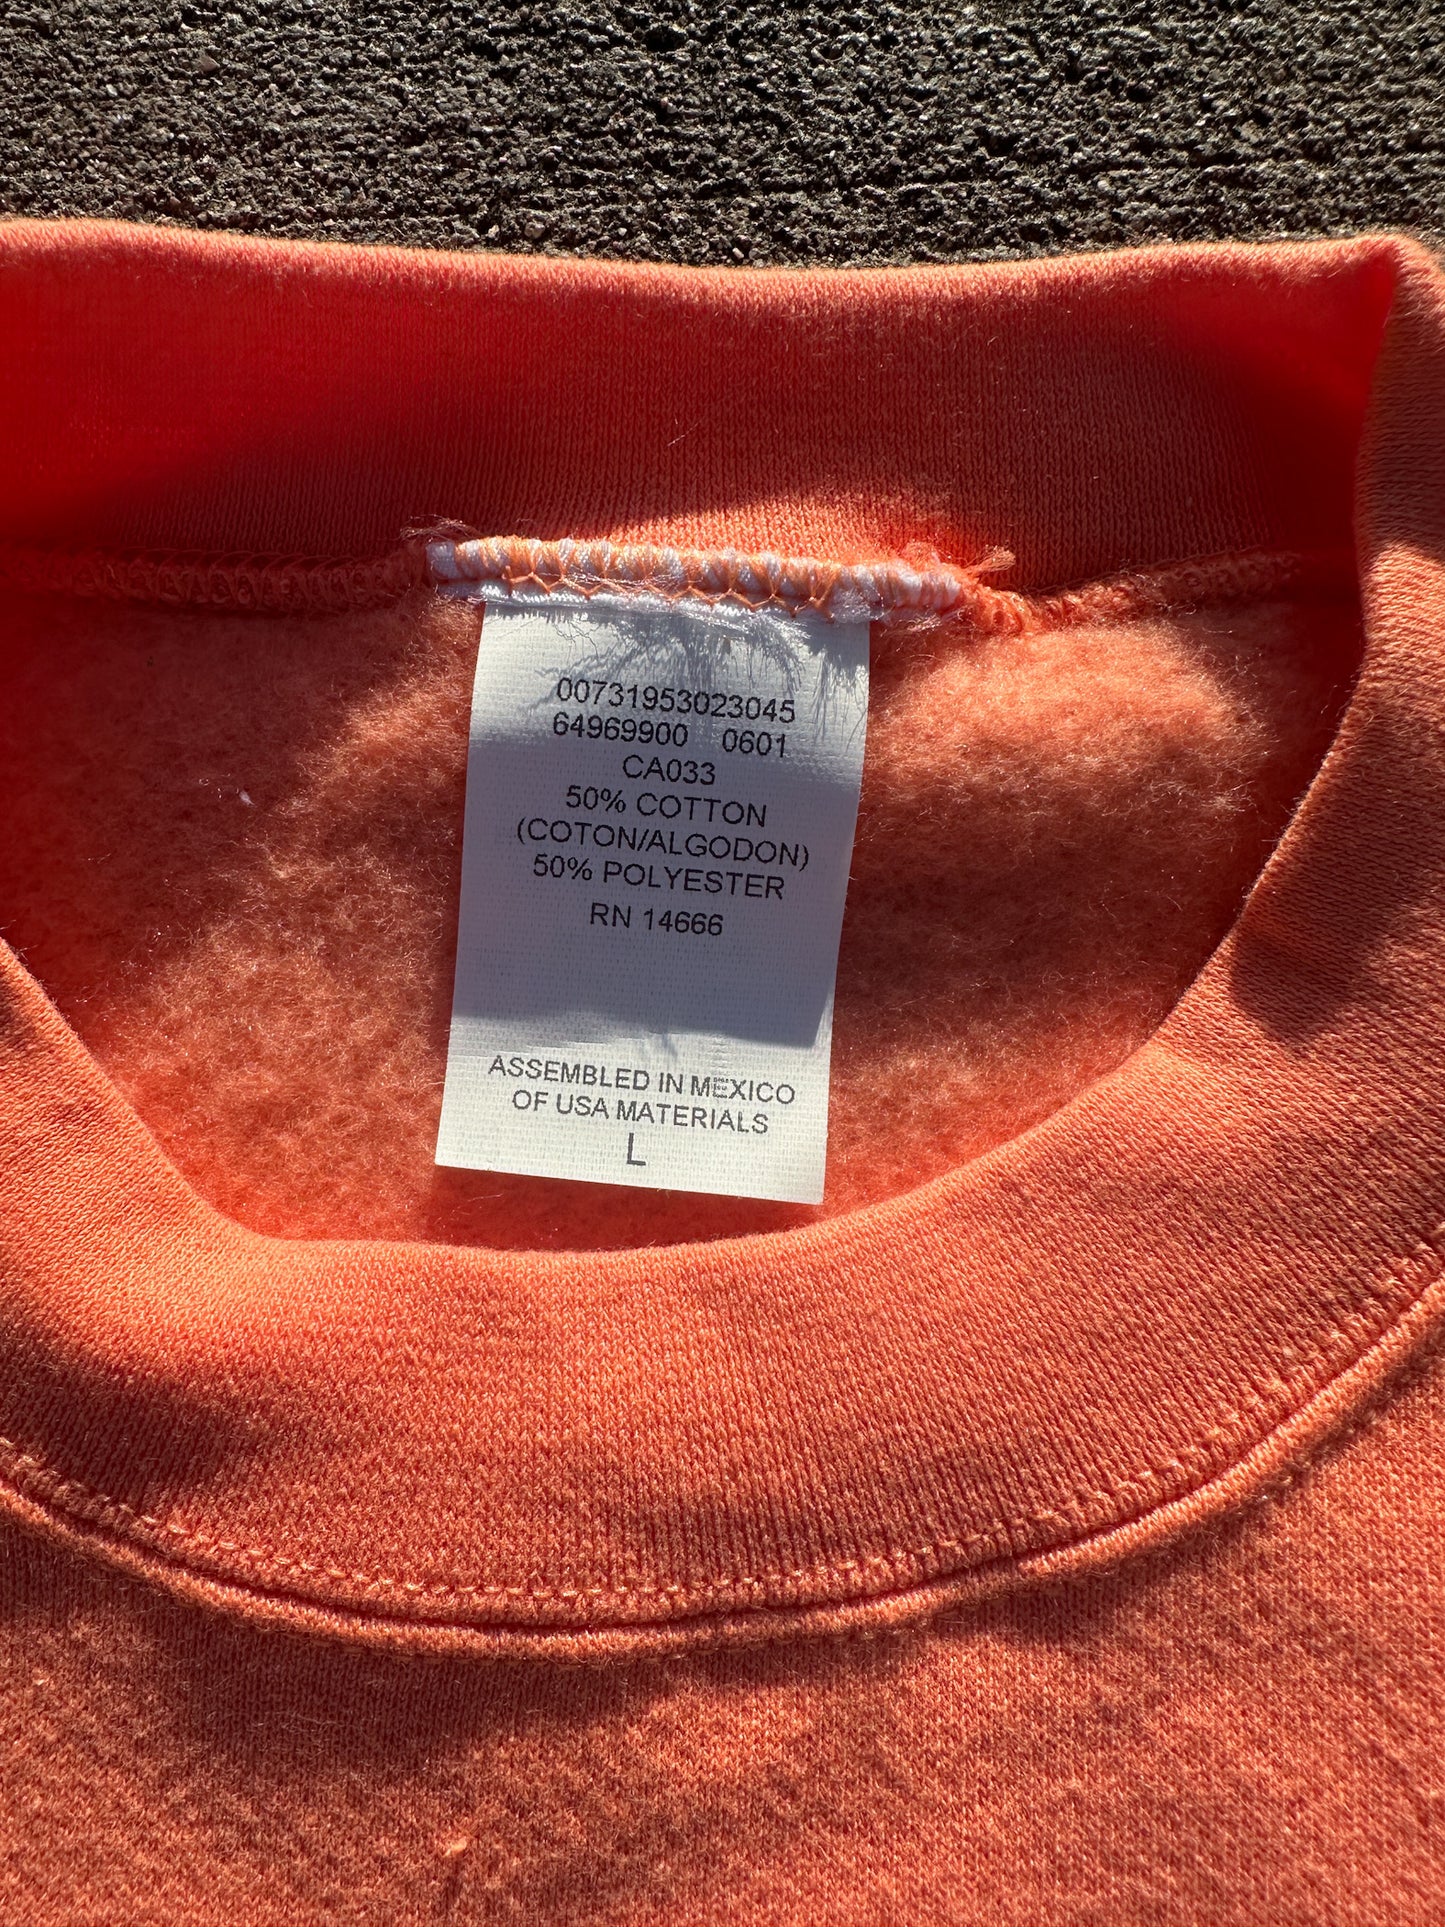 00731953023045
64969900 0601
CA033
50% COTTON
(COTON/ALGODON)
50% POLYESTER
RN 14666
ASSEMBLED IN MEXICO
OF USA MATERIALS
L